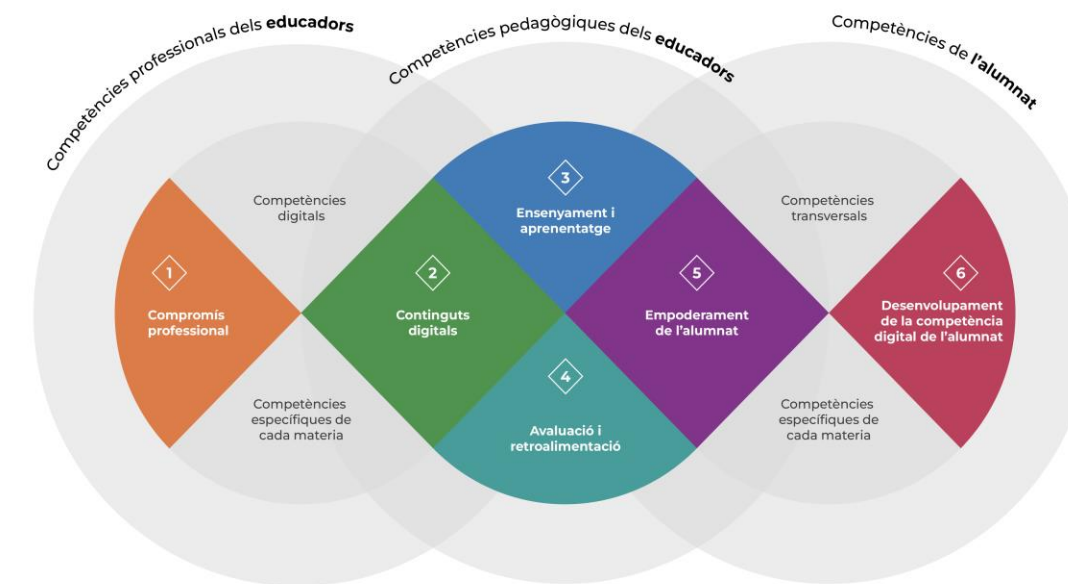 Competències professionals dels educadors
Competències pedagògiques dels educadors
Competències de l'alumnat
1
Compromís
professional
Competències
digitals
Competències
específiques de
cada materia
2
Continguts
digitals
3
Ensenyament i
aprenentatge
4
Avaluació i
retroalimentació
5
Empoderament
de l'alumnat
Competències
transversals
Competències
específiques de
cada materia
6
Desenvolupament
de la competència
digital de l'alumnat